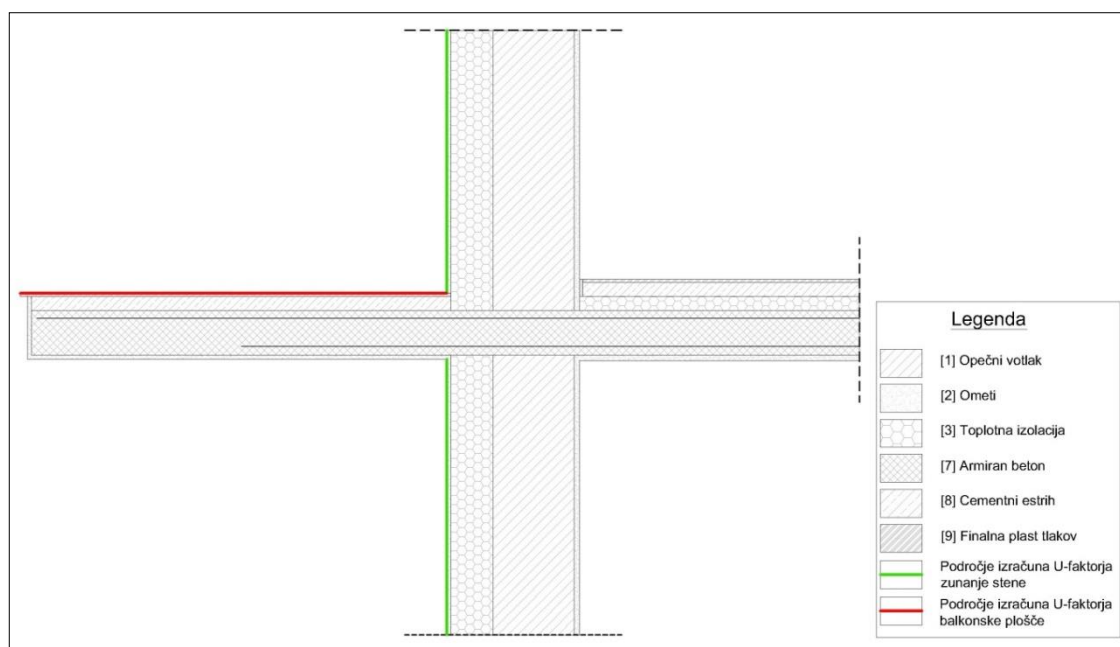 Legenda
[1] Opečni votlak
[2] Ometi
[3] Toplotna izolacija
[7] Armiran beton
[8] Cementni estrih
[9] Finalna plast tlakov
Področje izračuna U-faktorja
zunanje stene
Področje izračuna U-faktorja
balkonske plošče